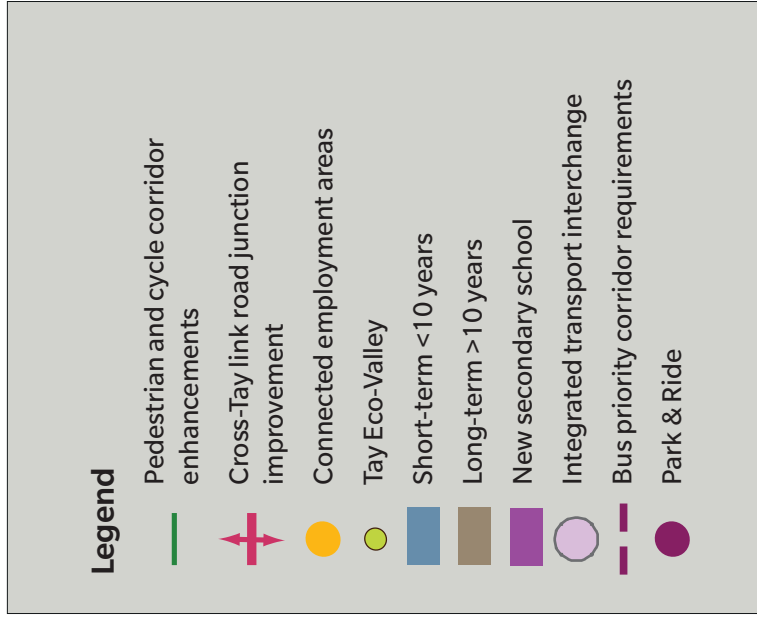 Legend
Pedestrian and cycle corridor
enhancements
Cross-Tay link road junction
improvement
Connected employment areas
Tay Eco-Valley
Short-term <10 years
Long-term >10 years
New secondary school
Integrated transport interchange
Bus priority corridor requirements
Park & Ride